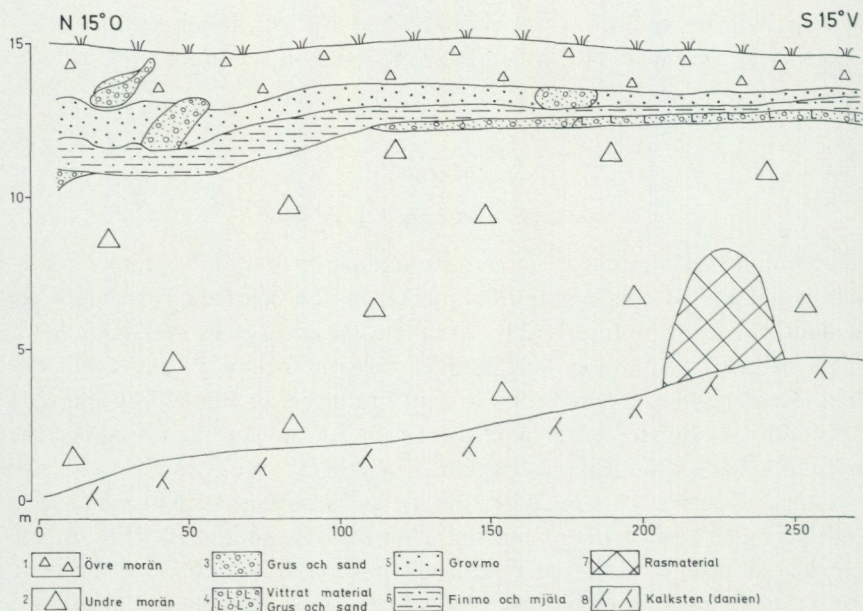 N 15°O
S 15°V
15
10
5
0
m
0
50
100
150
200
250
1 Övre morän
3 Grus och sand
5 Grovmo
7 Rasmaterial
2 Undre morän
4 Vittrat material
Grus och sand
6 Finmo och mjäla
8 Kalksten (danien)